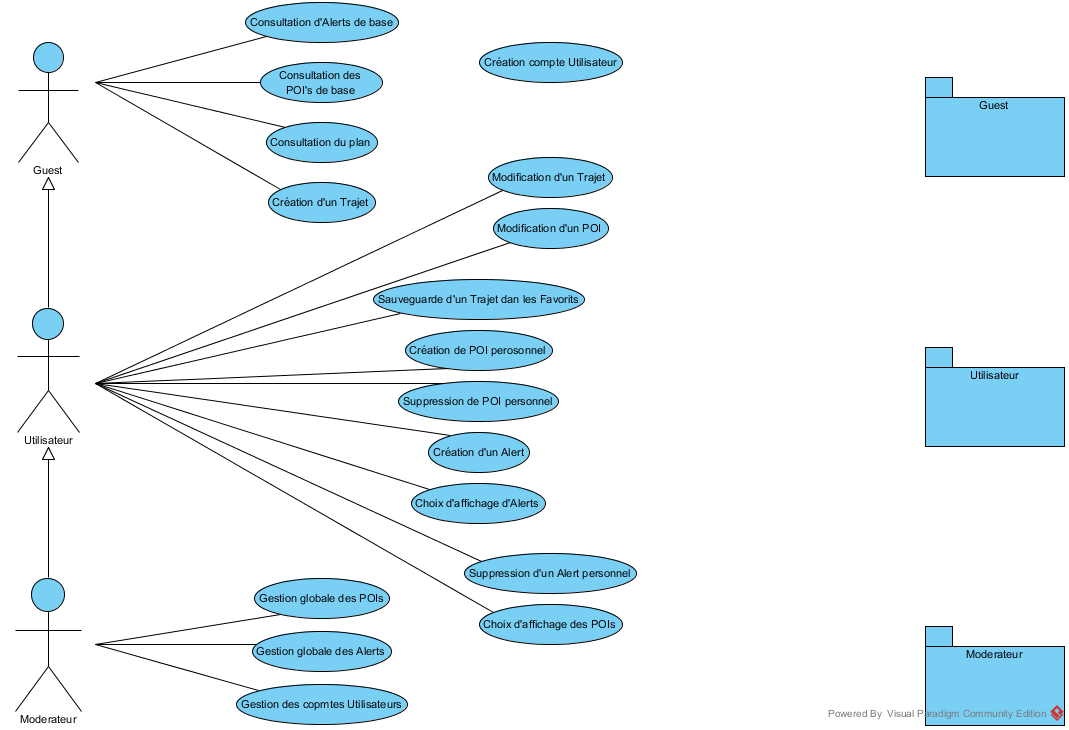 Consultation d'Alerts de base
Création compte Utilisateur
Consultation des
POI's de base
Guest
Consultation du plan
Guest
Modification d'un Trajet
Création d'un Trajet
Modification d'un POI
Sauveguarde d'un Trajet dan les Favorits
Création de POI perosonnel
Utilisateur
Suppression de POI personnel
Utilisateur
Création d'un Alert
Choix d'affichage d'Alerts
Suppression d'un Alert personnel
Gestion globale des POIs
Choix d'affichage des POIs
Gestion globale des Alerts
Moderateur
Gestion des copmtes Utilisateurs
Moderateur
Powered By Visual Paradigm Community Edition